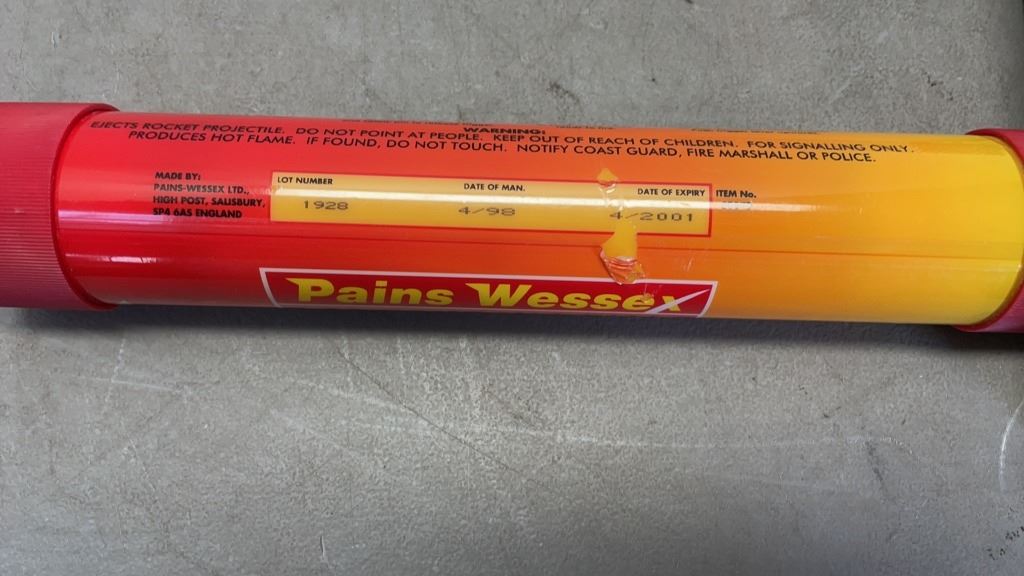 WARNING:
EJECTS ROCKET PROJECTILE. DO NOT POINT AT PEOPLE. KEEP OUT OF REACH OF CHILDREN. FOR SIGNALLING ONLY.
PRODUCES HOT FLAME. IF FOUND, DO NOT TOUCH. NOTIFY COAST GUARD, FIRE MARSHALL OR POLICE.
MADE BY:
PAINS-WESSEX LTD.,
HIGH POST, SALISBURY,
SP4 6AS ENGLAND
LOT NUMBER DATE OF MAN. DATE OF EXPIRY ITEM No.
1928 4/98 4/2001
Pains Wessex